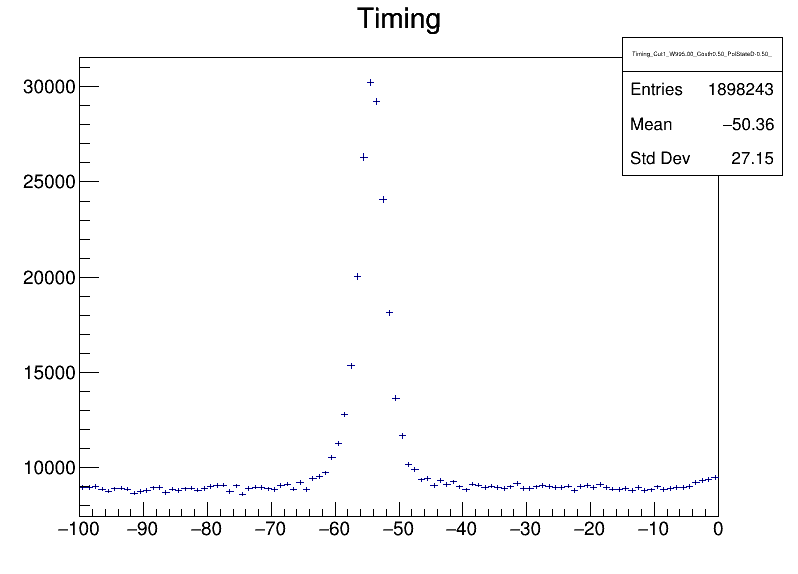 Timing
Timing_Cut1_W995.00_Costh0.50_PolStateD-0.50_
Entries 1898243
Mean −50.36
Std Dev 27.15
30000
25000
20000
15000
10000
−100 −90 −80 −70 −60 −50 −40 −30 −20 −10 0